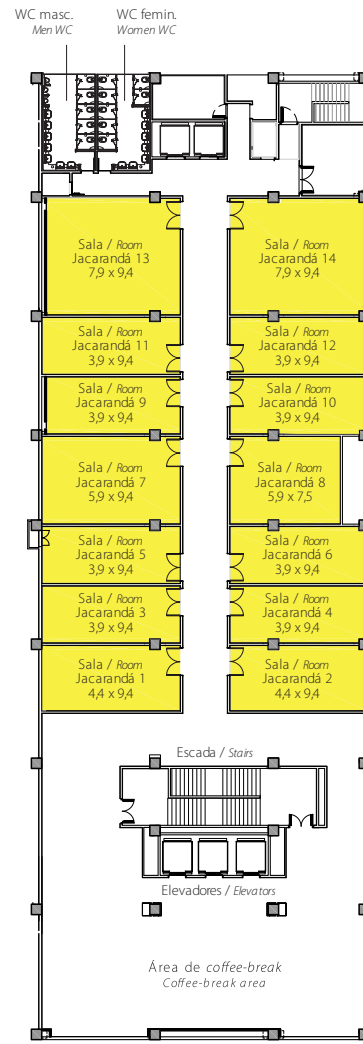 WC masc.
Men WC
WC femin.
Women WC
Sala / Room
Jacarandá 13
7,9 x 9,4
Sala / Room
Jacarandá 14
7,9 x 9,4
Sala / Room
Jacarandá 11
3,9 x 9,4
Sala / Room
Jacarandá 12
3,9 x 9,4
Sala / Room
Jacarandá 9
3,9 x 9,4
Sala / Room
Jacarandá 10
3,9 x 9,4
Sala / Room
Jacarandá 7
5,9 x 9,4
Sala / Room
Jacarandá 8
5,9 x 7,5
Sala / Room
Jacarandá 5
3,9 x 9,4
Sala / Room
Jacarandá 6
3,9 x 9,4
Sala / Room
Jacarandá 3
3,9 x 9,4
Sala / Room
Jacarandá 4
3,9 x 9,4
Sala / Room
Jacarandá 1
4,4 x 9,4
Sala / Room
Jacarandá 2
4,4 x 9,4
Escada / Stairs
Elevadores / Elevators
Área de coffee-break
Coffee-break area